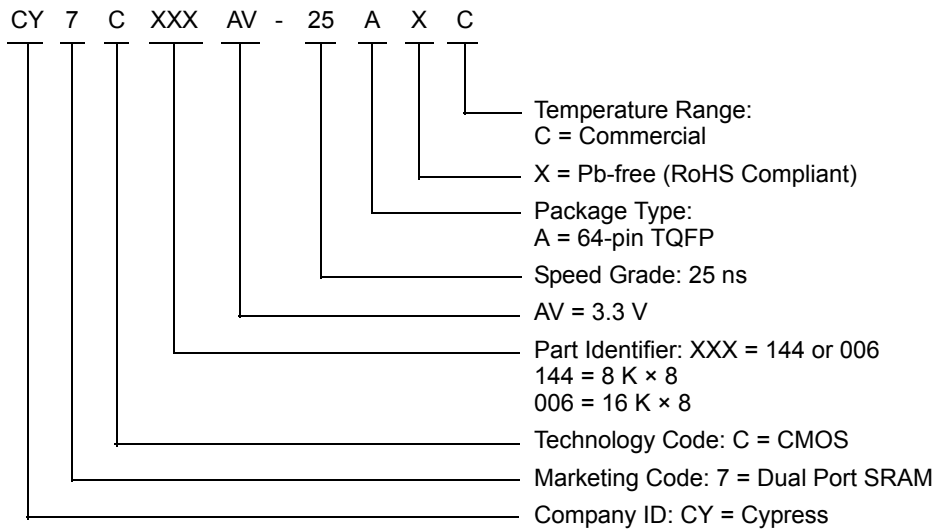 CY 7 C XXX AV - 25 A X C
Temperature Range:
C = Commercial
X = Pb-free (RoHS Compliant)
Package Type:
A = 64-pin TQFP
Speed Grade: 25 ns
AV = 3.3 V
Part Identifier: XXX = 144 or 006
144 = 8 K × 8
006 = 16 K × 8
Technology Code: C = CMOS
Marketing Code: 7 = Dual Port SRAM
Company ID: CY = Cypress